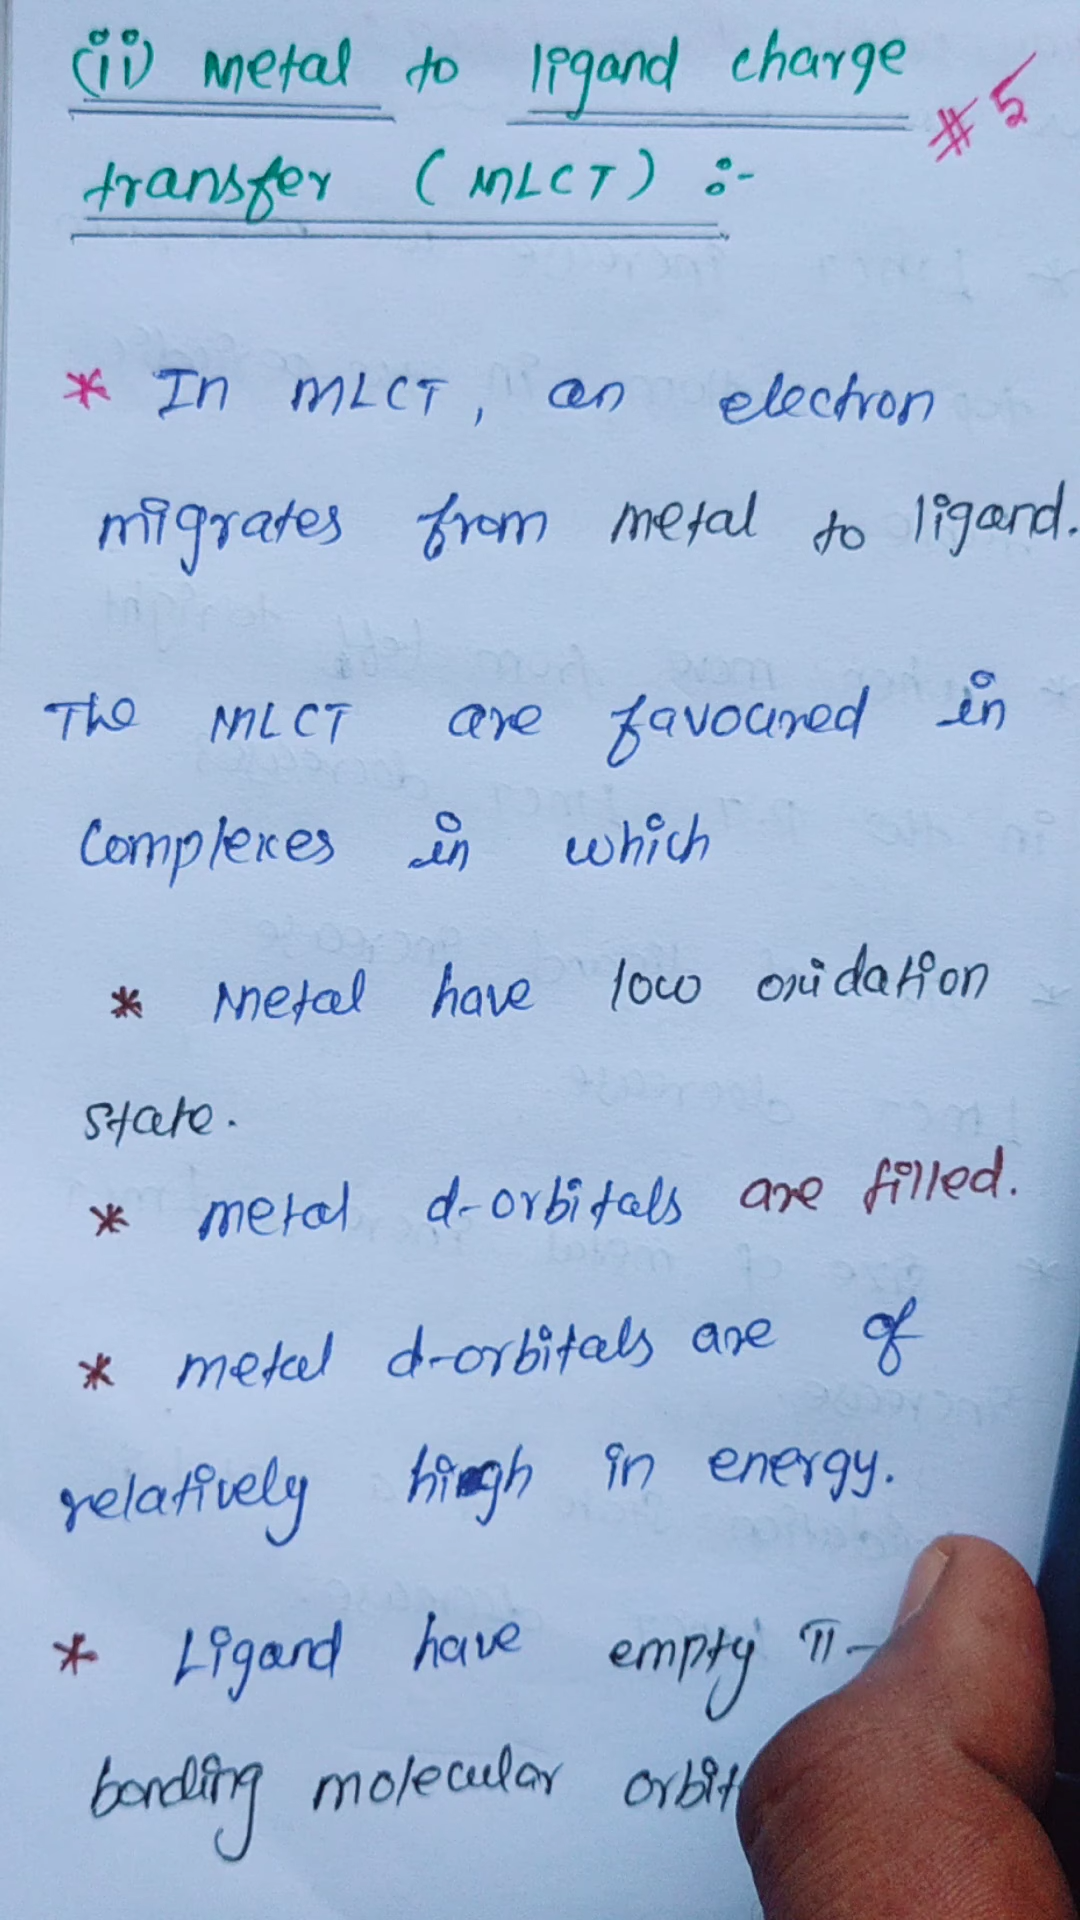 (ii) Metal to ligand charge
#5
transfer (MLCT) :-
* In MLCT, an electron
migrates from metal to ligand.
The MLCT are favoured in
complexes in which
* Metal have low oxidation
state.
* metal d-orbitals are filled.
* metal d-orbitals are of
relatively high in energy.
* Ligand have empty π-
bonding molecular orbit